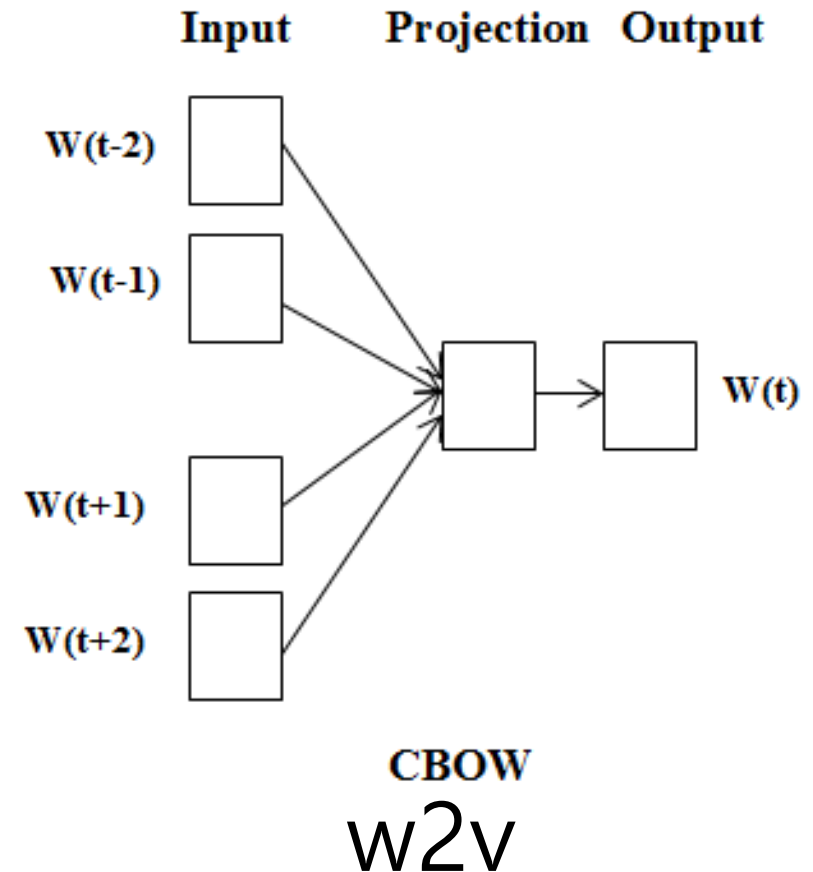 Input Projection Output
W(t-2)
W(t-1)
W(t)
W(t+1)
W(t+2)
CBOW
w2v